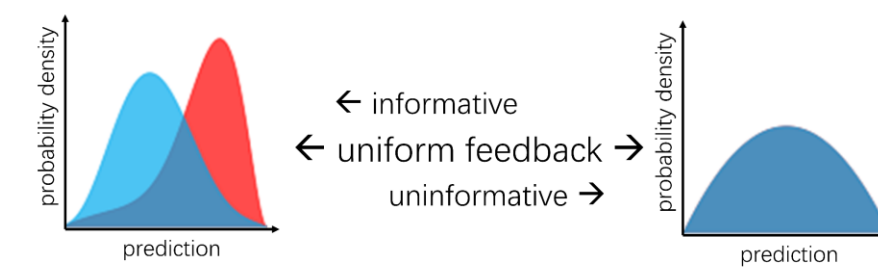 probability density
prediction
← informative
← uniform feedback →
uninformative →
probability density
prediction